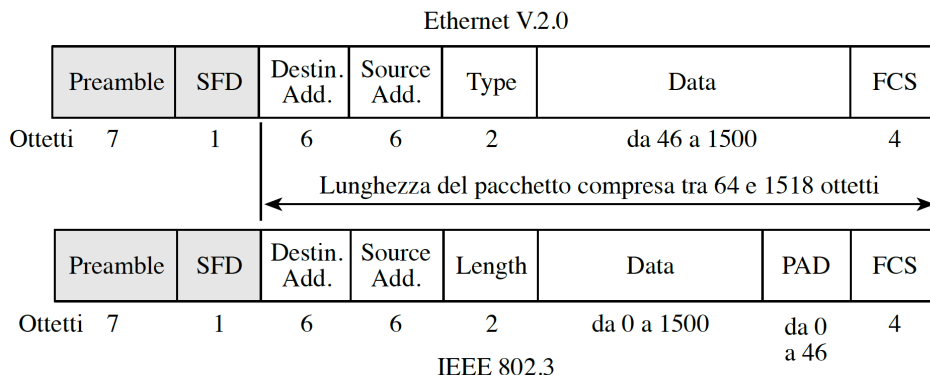 Ethernet V.2.0
Preamble SFD Destin. Add. Source Add. Type Data FCS
Ottetti 7 1 6 6 2 da 46 a 1500 4
Lunghezza del pacchetto compresa tra 64 e 1518 ottetti
Preamble SFD Destin. Add. Source Add. Length Data PAD FCS
Ottetti 7 1 6 6 2 da 0 a 1500 da 0 a 46 4
IEEE 802.3